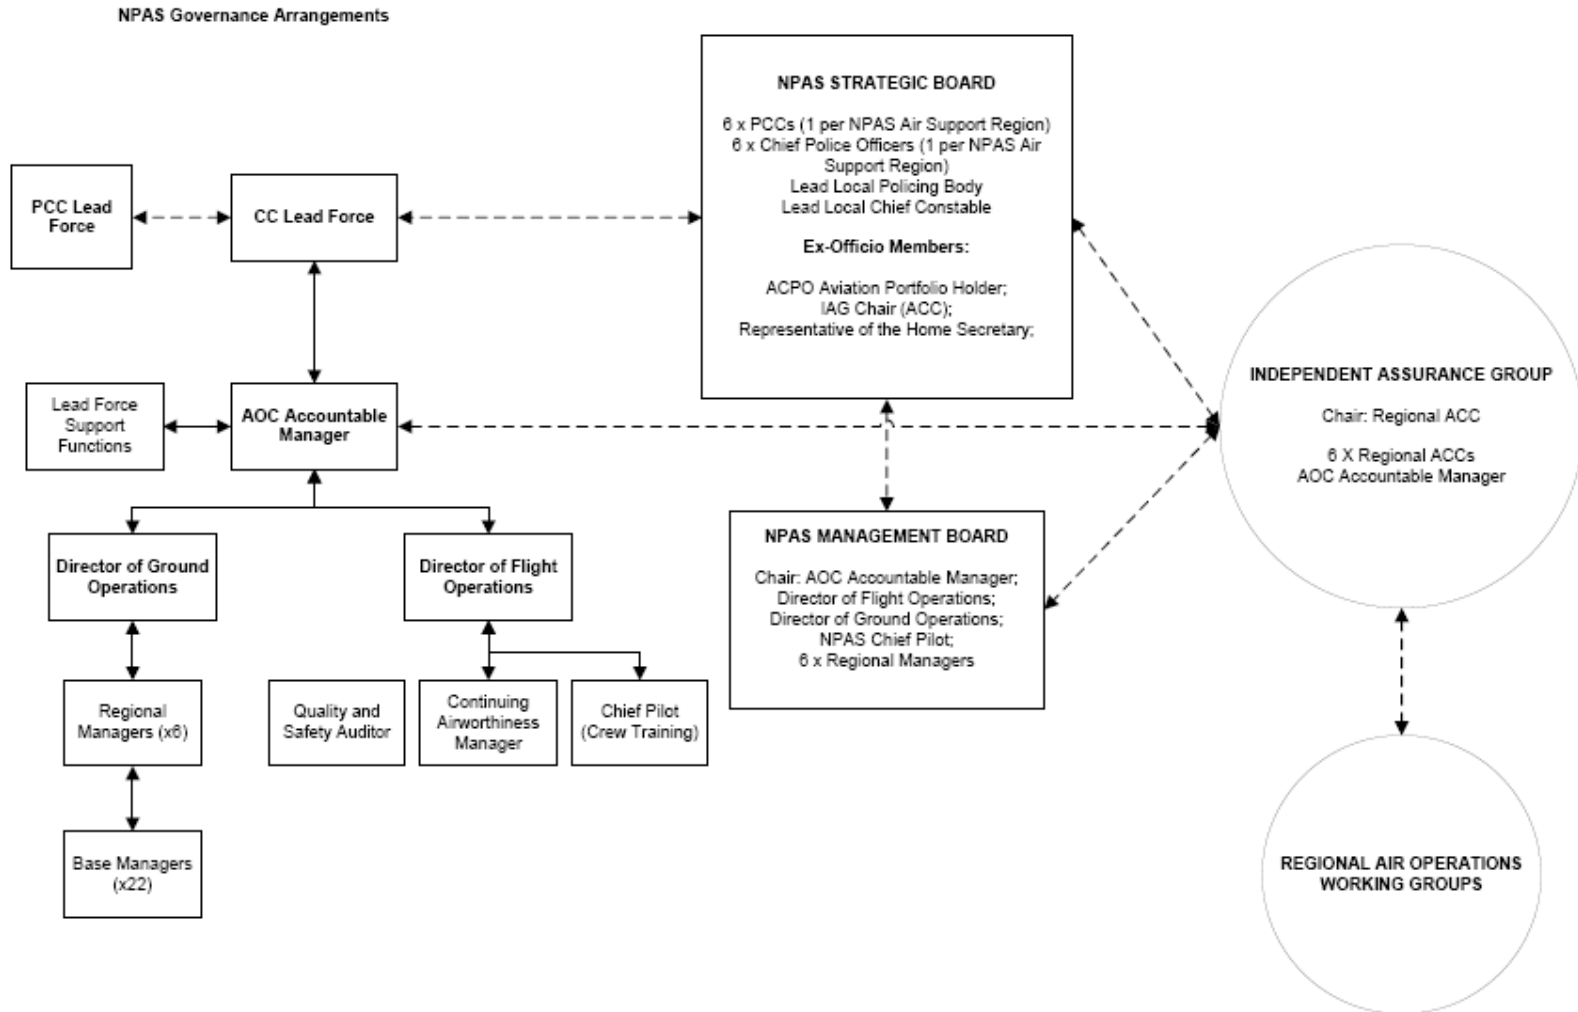 NPAS Governance Arrangements
PCC Lead
Force
CC Lead Force
NPAS STRATEGIC BOARD
6 x PCCs (1 per NPAS Air Support Region)
6 x Chief Police Officers (1 per NPAS Air
Support Region)
Lead Local Policing Body
Lead Local Chief Constable
Ex-Officio Members:
ACPO Aviation Portfolio Holder;
IAG Chair (ACC);
Representative of the Home Secretary;
Lead Force
Support
Functions
AOC Accountable
Manager
INDEPENDENT ASSURANCE GROUP
Chair: Regional ACC
6 X Regional ACCs
AOC Accountable Manager
Director of Ground
Operations
Director of Flight
Operations
NPAS MANAGEMENT BOARD
Chair: AOC Accountable Manager;
Director of Flight Operations;
Director of Ground Operations;
NPAS Chief Pilot;
6 x Regional Managers
Regional
Managers (x6)
Quality and
Safety Auditor
Continuing
Airworthiness
Manager
Chief Pilot
(Crew Training)
Base Managers
(x22)
REGIONAL AIR OPERATIONS
WORKING GROUPS